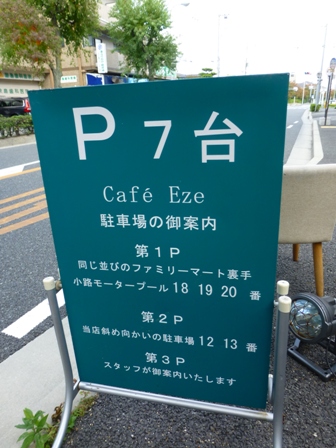 P 7台
Café Eze
駐車場の御案内
第1P
同じ並びのファミリーマート裏手
小路モータープール 18 19 20 番
第2P
当店斜め向かいの駐車場 12 13 番
第3P
スタッフが御案内いたします